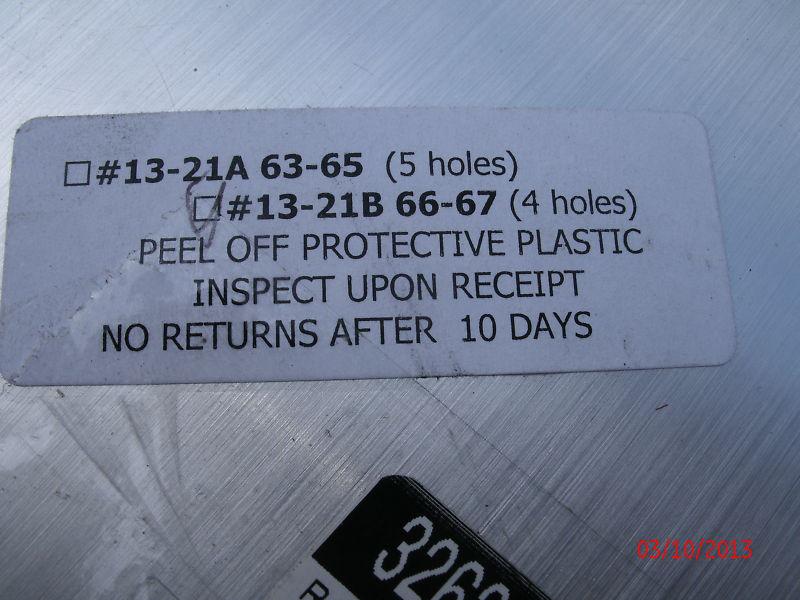 ☐ #13-21A 63-65 (5 holes)
☐ #13-21B 66-67 (4 holes)
PEEL OFF PROTECTIVE PLASTIC
INSPECT UPON RECEIPT
NO RETURNS AFTER 10 DAYS
03/10/2013